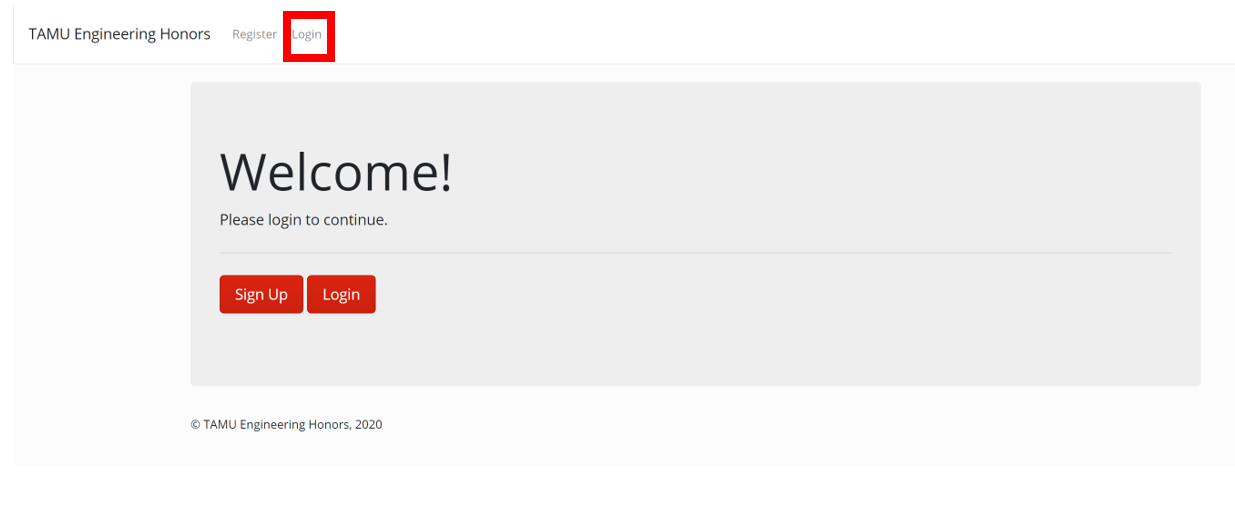 TAMU Engineering Honors Register Login
Welcome!
Please login to continue.
Sign Up Login
© TAMU Engineering Honors, 2020